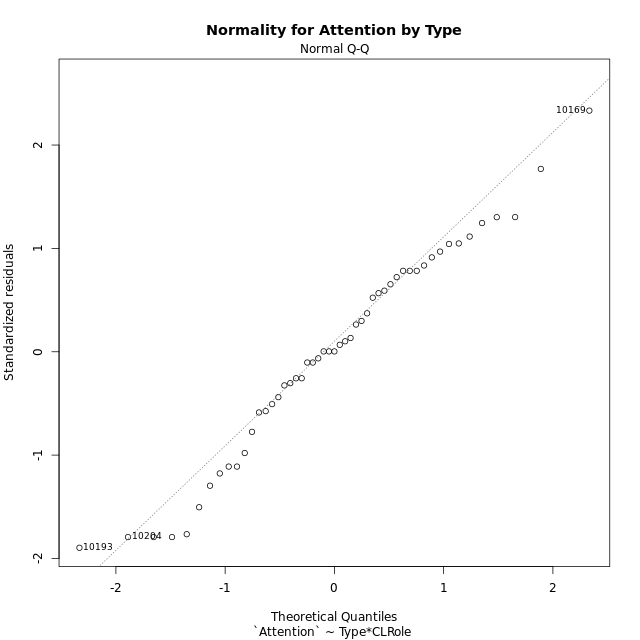 Normality for Attention by Type
Normal Q-Q
Standardized residuals
2
1
0
-1
-2
10169
10193
10204
-2
-1
0
1
2
Theoretical Quantiles
`Attention` ~ Type*CLRole